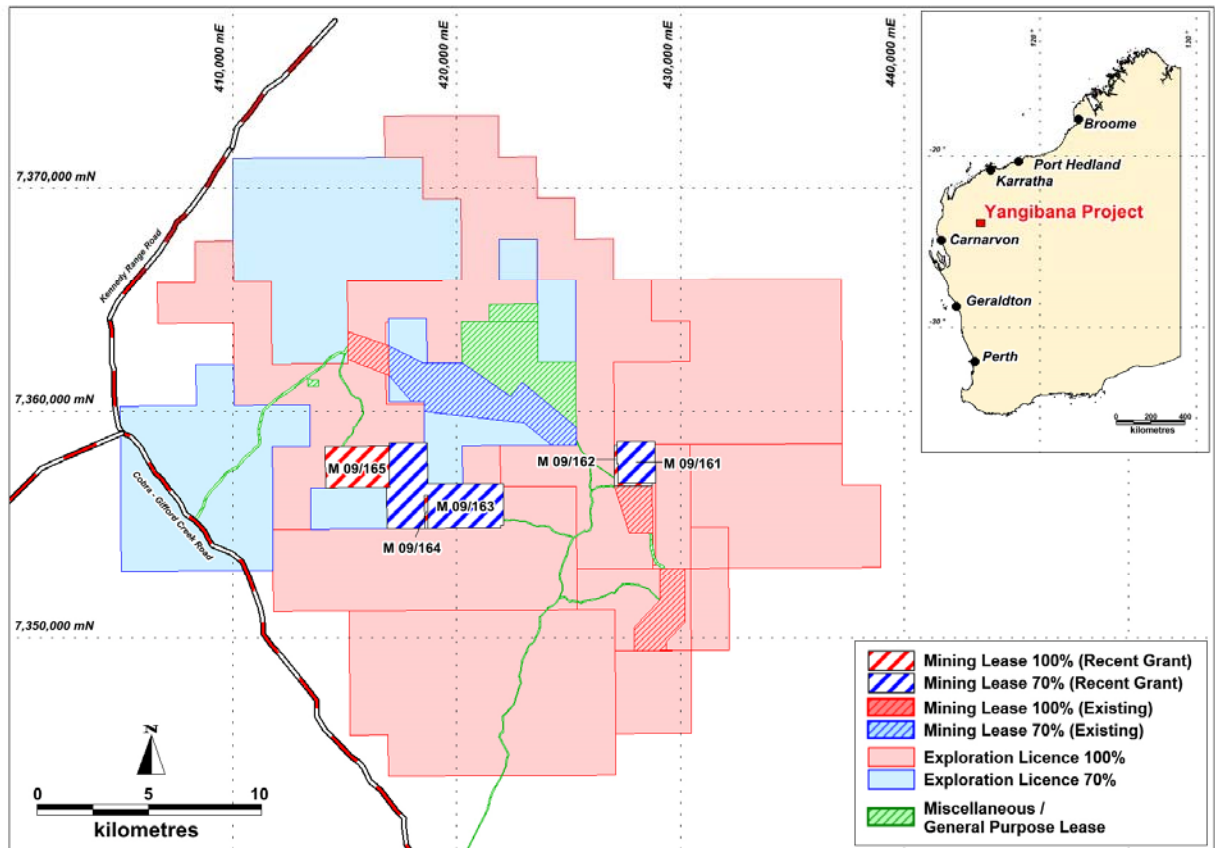 410,000 mE
420,000 mE
430,000 mE
440,000 mE
7,370,000 mN
7,360,000 mN
7,350,000 mN
Kennedy Range Road
Cobra - Gifford Creek Road
M 09/165
M 09/162
M 09/161
M 09/163
M 09/164
N
0 5 10
kilometres
120°
130°
-20°
-30°
Broome
Port Hedland
Karratha
Yangibana Project
Carnarvon
Geraldton
Perth
0 200 400
kilometres
Mining Lease 100% (Recent Grant)
Mining Lease 70% (Recent Grant)
Mining Lease 100% (Existing)
Mining Lease 70% (Existing)
Exploration Licence 100%
Exploration Licence 70%
Miscellaneous /
General Purpose Lease